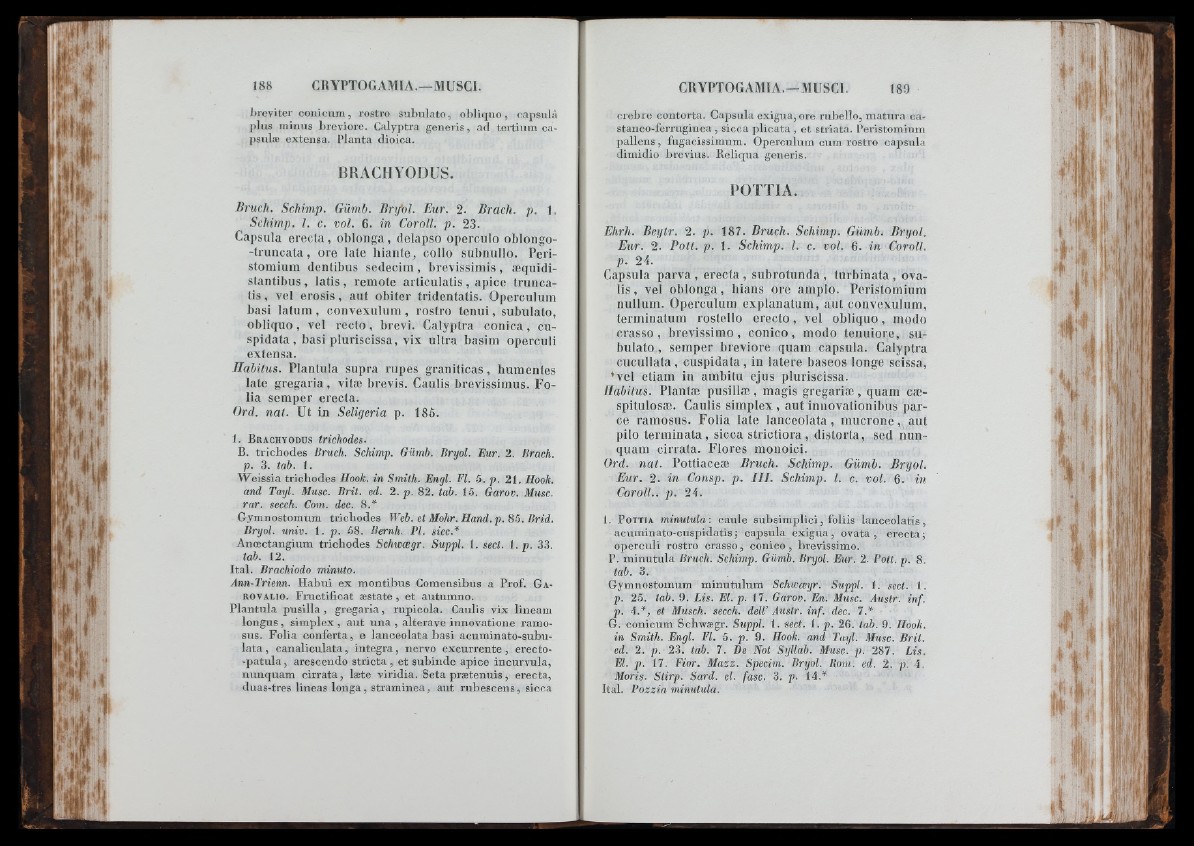 188 CRYPTOGAMIA.—MUSCI.
breviter conicum, rostro subulato, obliquo, capsulâ
plus minus breviore. Calyptra generis, ad tertium ca-
psulæ extensa. Planta dioica.
BRACHYODUS.
Bruch. Schimp. Gümb. Bryol. Eur. 2. Brach. p. 1.
Schimp. l. c. vol. 6. in Coroll. p. 23.
Capsula erecta, oblonga, delapso operculo oblongo-
-truncata, ore late hiante, collo subnullo. Peri-
stomium dentibus sedecim, brevissimis, æquidi-
stantibus, latis, remote articulatis, apice trunca-
tis, vel erosis, aut obiter tridentatis. Operculum
basi latum, convexulum, rostro tenui, subulato,
obliquo, vel recto, brevi. Calyptra conica, cu-
spidata, basi pluriscissa, vix ultra basim operculi
extensa.
Habitus. Plantula supra rupes graniticas, humentes
late gregaria, vitæ brevis. Caulis brevissimus. Fo-
lia semper erecta.
Ord. nat. Ut in Seligeria p. 186.
1. BRACHYODUS trichodes.
B. trichodes Bruch. Schimp. Gümb. Bryol. Eur. 2. Brach.
p. 3. tab. 1.
Weissia trichodes Hook. in Smith. Engl. Fl. 5. p. 21. Hook.
and Tayl. Musc. Brit. ed. 2. p. 82. tab. 15. Garov. Musc.
rar. secch. Com. dec. 8.*
Gymnostomum trichodes Web. et Mohr. Hand. p. 85. Brid.
Bryol. univ. 1. p. 58. Bernh. Pl. sicc.*
Anœctangium trichodes Schwægr. Suppl. 1. sect. 1. p. 33.
tab. 12.
Ital. Brachiodo minuto.
Ann-Trienn. Habui ex montibus Comensibus a Prof. GA-
ROVALIO. Fructificat æstate, et autumno.
Plantula pusilla, gregaria, rupicola. Caulis vix lineam
longus, simplex, aut una, alterave innovatione ramo-
sus. Folia conferta, e lanceolata basi acuminato-subu-
lata, canaliculata, integra, nervo excurrente, erecto-
-patula, arescendo stricta, et subinde apice incurvula,
nunquam cirrata, læte viridia. Seta prætenuis, erecta,
duas-tres lineas longa, straminea, aut rubescens, sicca
CRYPTOGAMIA.—MUSCI. 189
crebre contorta. Capsula exigua, ore rubello, matura ca-
staneo-ferruginea, sicca plicata, et striata. Peristomium
pallens, fugacissimum. Operculum cum rostro capsula
dimidio brevius. Reliqua generis.
POTTIA.
Ehrh. Beytr. 2. p. 187. Bruch. Schimp. Gümb. Bryol.
Eur. 2. Pott. p. 1. Schimp. l. c. vol. 6. in Coroll.
p. 24.
Capsula parva, erecta, subrotunda, turbinata, ova-
lis, vel oblonga, hians ore amplo. Peristomium
nullum. Operculum explanatum, aut convexulum,
terminatum rostello erecto, vel obliquo, modo
crasso, brevissimo, conico, modo tenuiore, su-
bulato, semper breviore quam capsula. Calyptra
cucullata, cuspidata, in latere baseos longe scissa,
vel etiam in ambitu ejus pluriscissa.
Habitus. Plantæ pusillæ, magis gregariæ, quam cæ-
spitulosæ. Caulis simplex, aut innovationibus par-
ce ramosus. Folia late lanceolata, mucrone, aut
pilo terminata, sicca strictiora, distorta, sed nun-
quam cirrata. Flores monoici.
Ord. nat. Pottiaceæ Bruch. Schimp. Gümb. Bryol.
Eur. 2. in Consp. p. III. Schimp. l. c. vol. 6. in
Coroll.. p. 24.
1. POTTIA minutula: caule subsimplici, foliis lanceolatis,
acuminato-cuspidatis; capsula exigua, ovata, erecta;
operculi rostro crasso, conico, brevissimo.
P. minutula Bruch. Schimp. Gümb. Bryol. Eur. 2. Pott. p. 8.
tab. 3.
Gymnostomum minutulum Schwægr. Suppl. 1. sect. 1.
p. 25. tab. 9. Lis. El. p. 17. Garov. En. Musc. Austr. inf.
p. 4.*, et Musch. secch. dell' Austr. inf. dec. 7.*
G. conicum Schwægr. Suppl. 1. sect. 1. p. 26. tab. 9. Hook.
in Smith. Engl. Fl. 5. p. 9. Hook. and Tayl. Musc. Brit.
ed. 2. p. 23. tab. 7. De Not Syllab. Musc. p. 287. Lis.
El. p. 17. Fior. Mazz. Specim. Bryol. Rom. ed. 2. p. 4.
Moris. Stirp. Sard. el. fasc. 3. p. 14.*
Ital. Pozzia minutula.